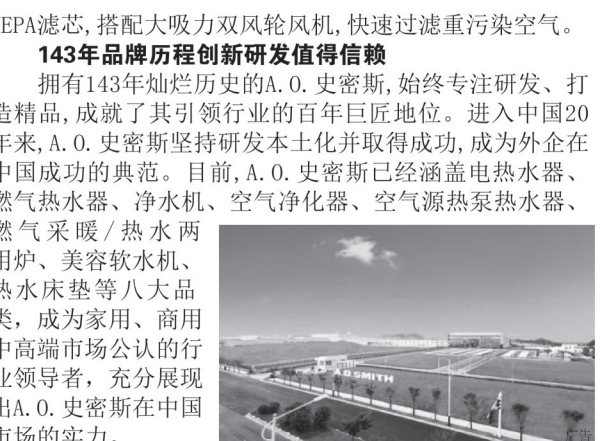 EPA滤芯,搭配大吸力双风轮风机,快速过滤重污染空气。
143年品牌历程创新研发值得信赖
拥有143年灿烂历史的A.O.史密斯,始终专注研发、打
造精品,成就了其引领行业的百年巨匠地位。进入中国20
年来,A.O.史密斯坚持研发本土化并取得成功,成为外企在
中国成功的典范。目前,A.O.史密斯已经涵盖电热水器、
燃气热水器、净水机、空气净化器、空气源热泵热水器、
燃气采暖/热水两
用炉、美容软水机、
热水床垫等八大品
类，成为家用、商用
中高端市场公认的行
业领导者，充分展现
出A.O.史密斯在中国
市场的实力。
A.O.SMITH
广告